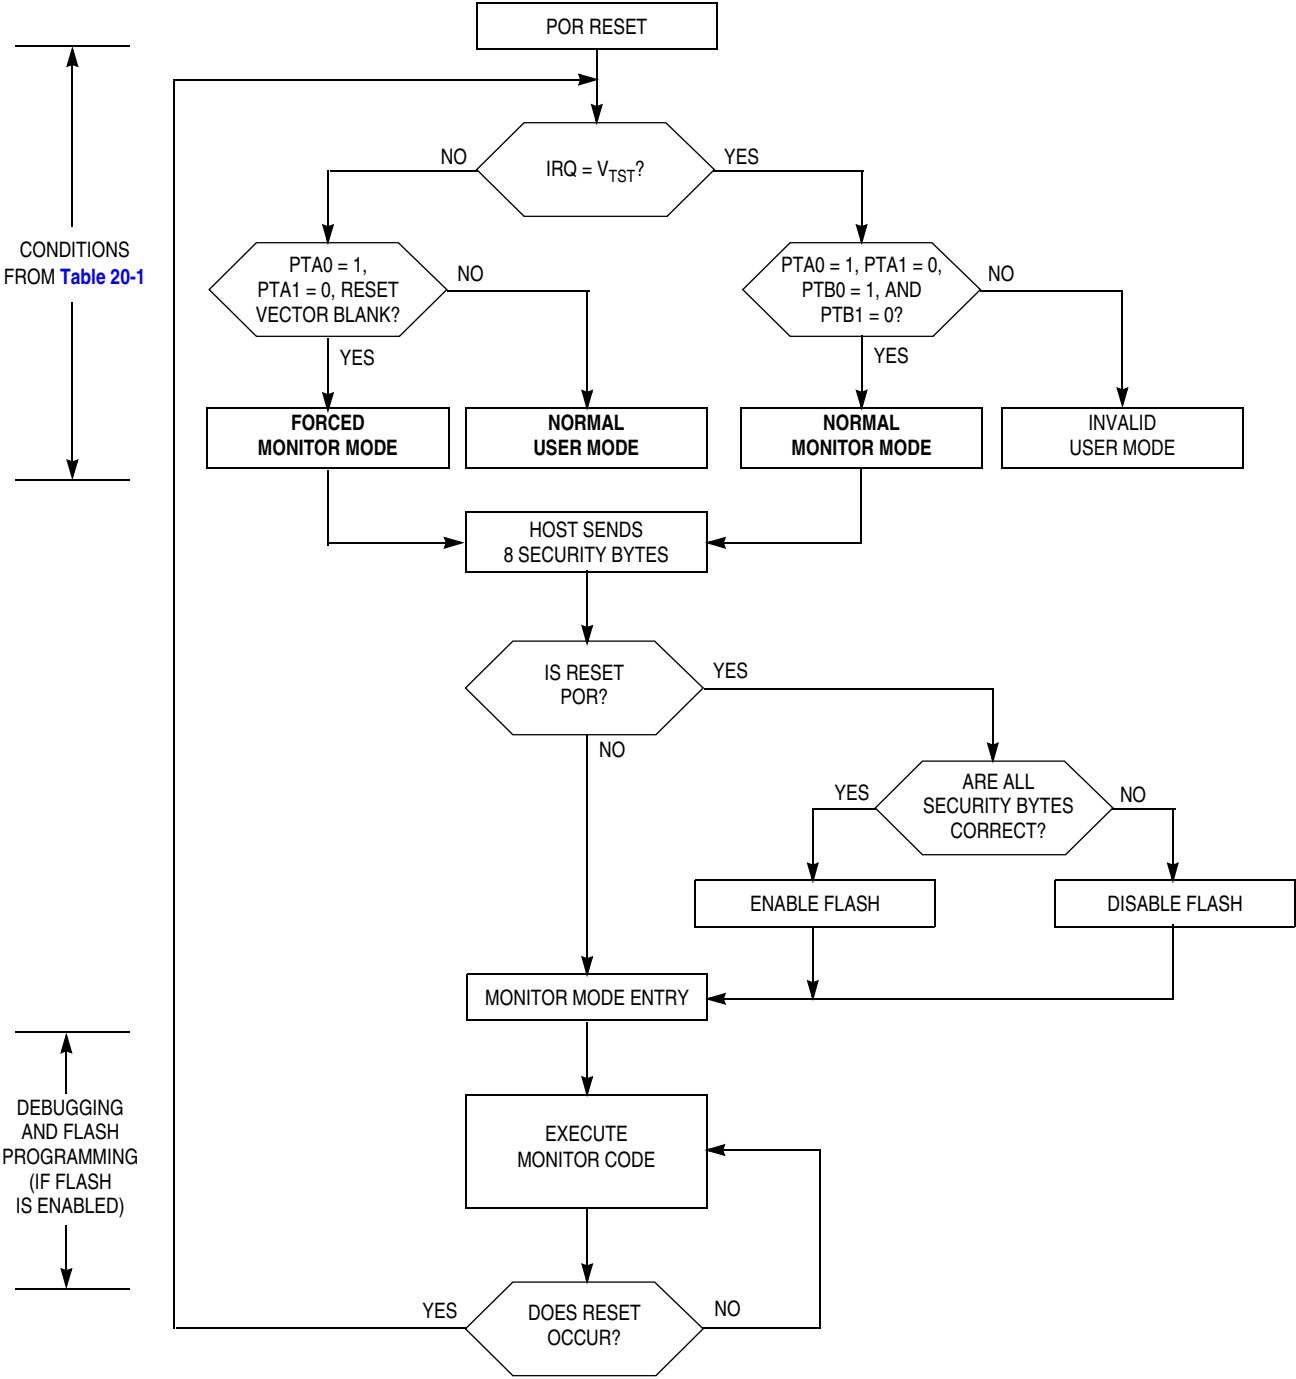 POR RESET
IRQ = VTST?
NO
YES
CONDITIONS
FROM Table 20-1
PTA0 = 1,
PTA1 = 0, RESET
VECTOR BLANK?
NO
YES
PTA0 = 1, PTA1 = 0,
PTB0 = 1, AND
PTB1 = 0?
NO
YES
FORCED
MONITOR MODE
NORMAL
USER MODE
NORMAL
MONITOR MODE
INVALID
USER MODE
HOST SENDS
8 SECURITY BYTES
IS RESET
POR?
YES
NO
ARE ALL
SECURITY BYTES
CORRECT?
YES
NO
ENABLE FLASH
DISABLE FLASH
MONITOR MODE ENTRY
DEBUGGING
AND FLASH
PROGRAMMING
(IF FLASH
IS ENABLED)
EXECUTE
MONITOR CODE
DOES RESET
OCCUR?
YES
NO